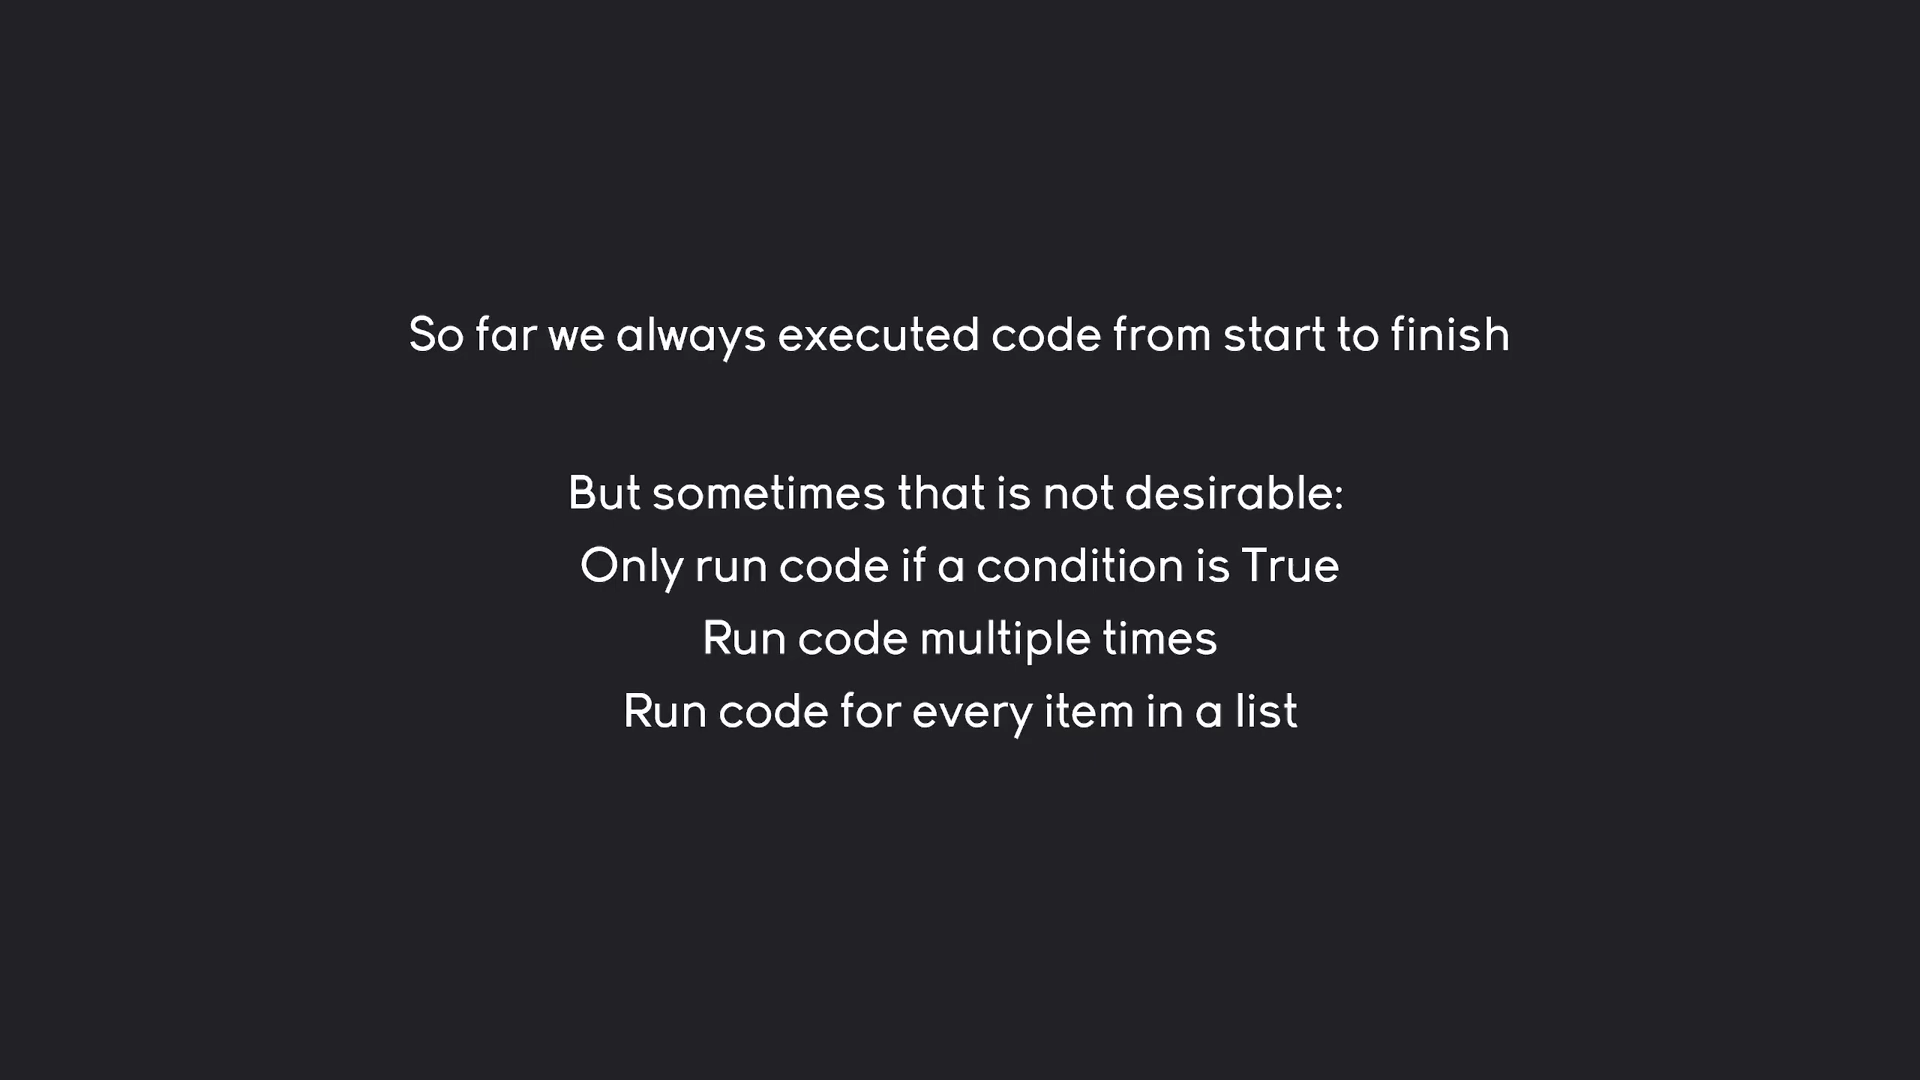 So far we always executed code from start to finish
But sometimes that is not desirable:
Only run code if a condition is True
Run code multiple times
Run code for every item in a list